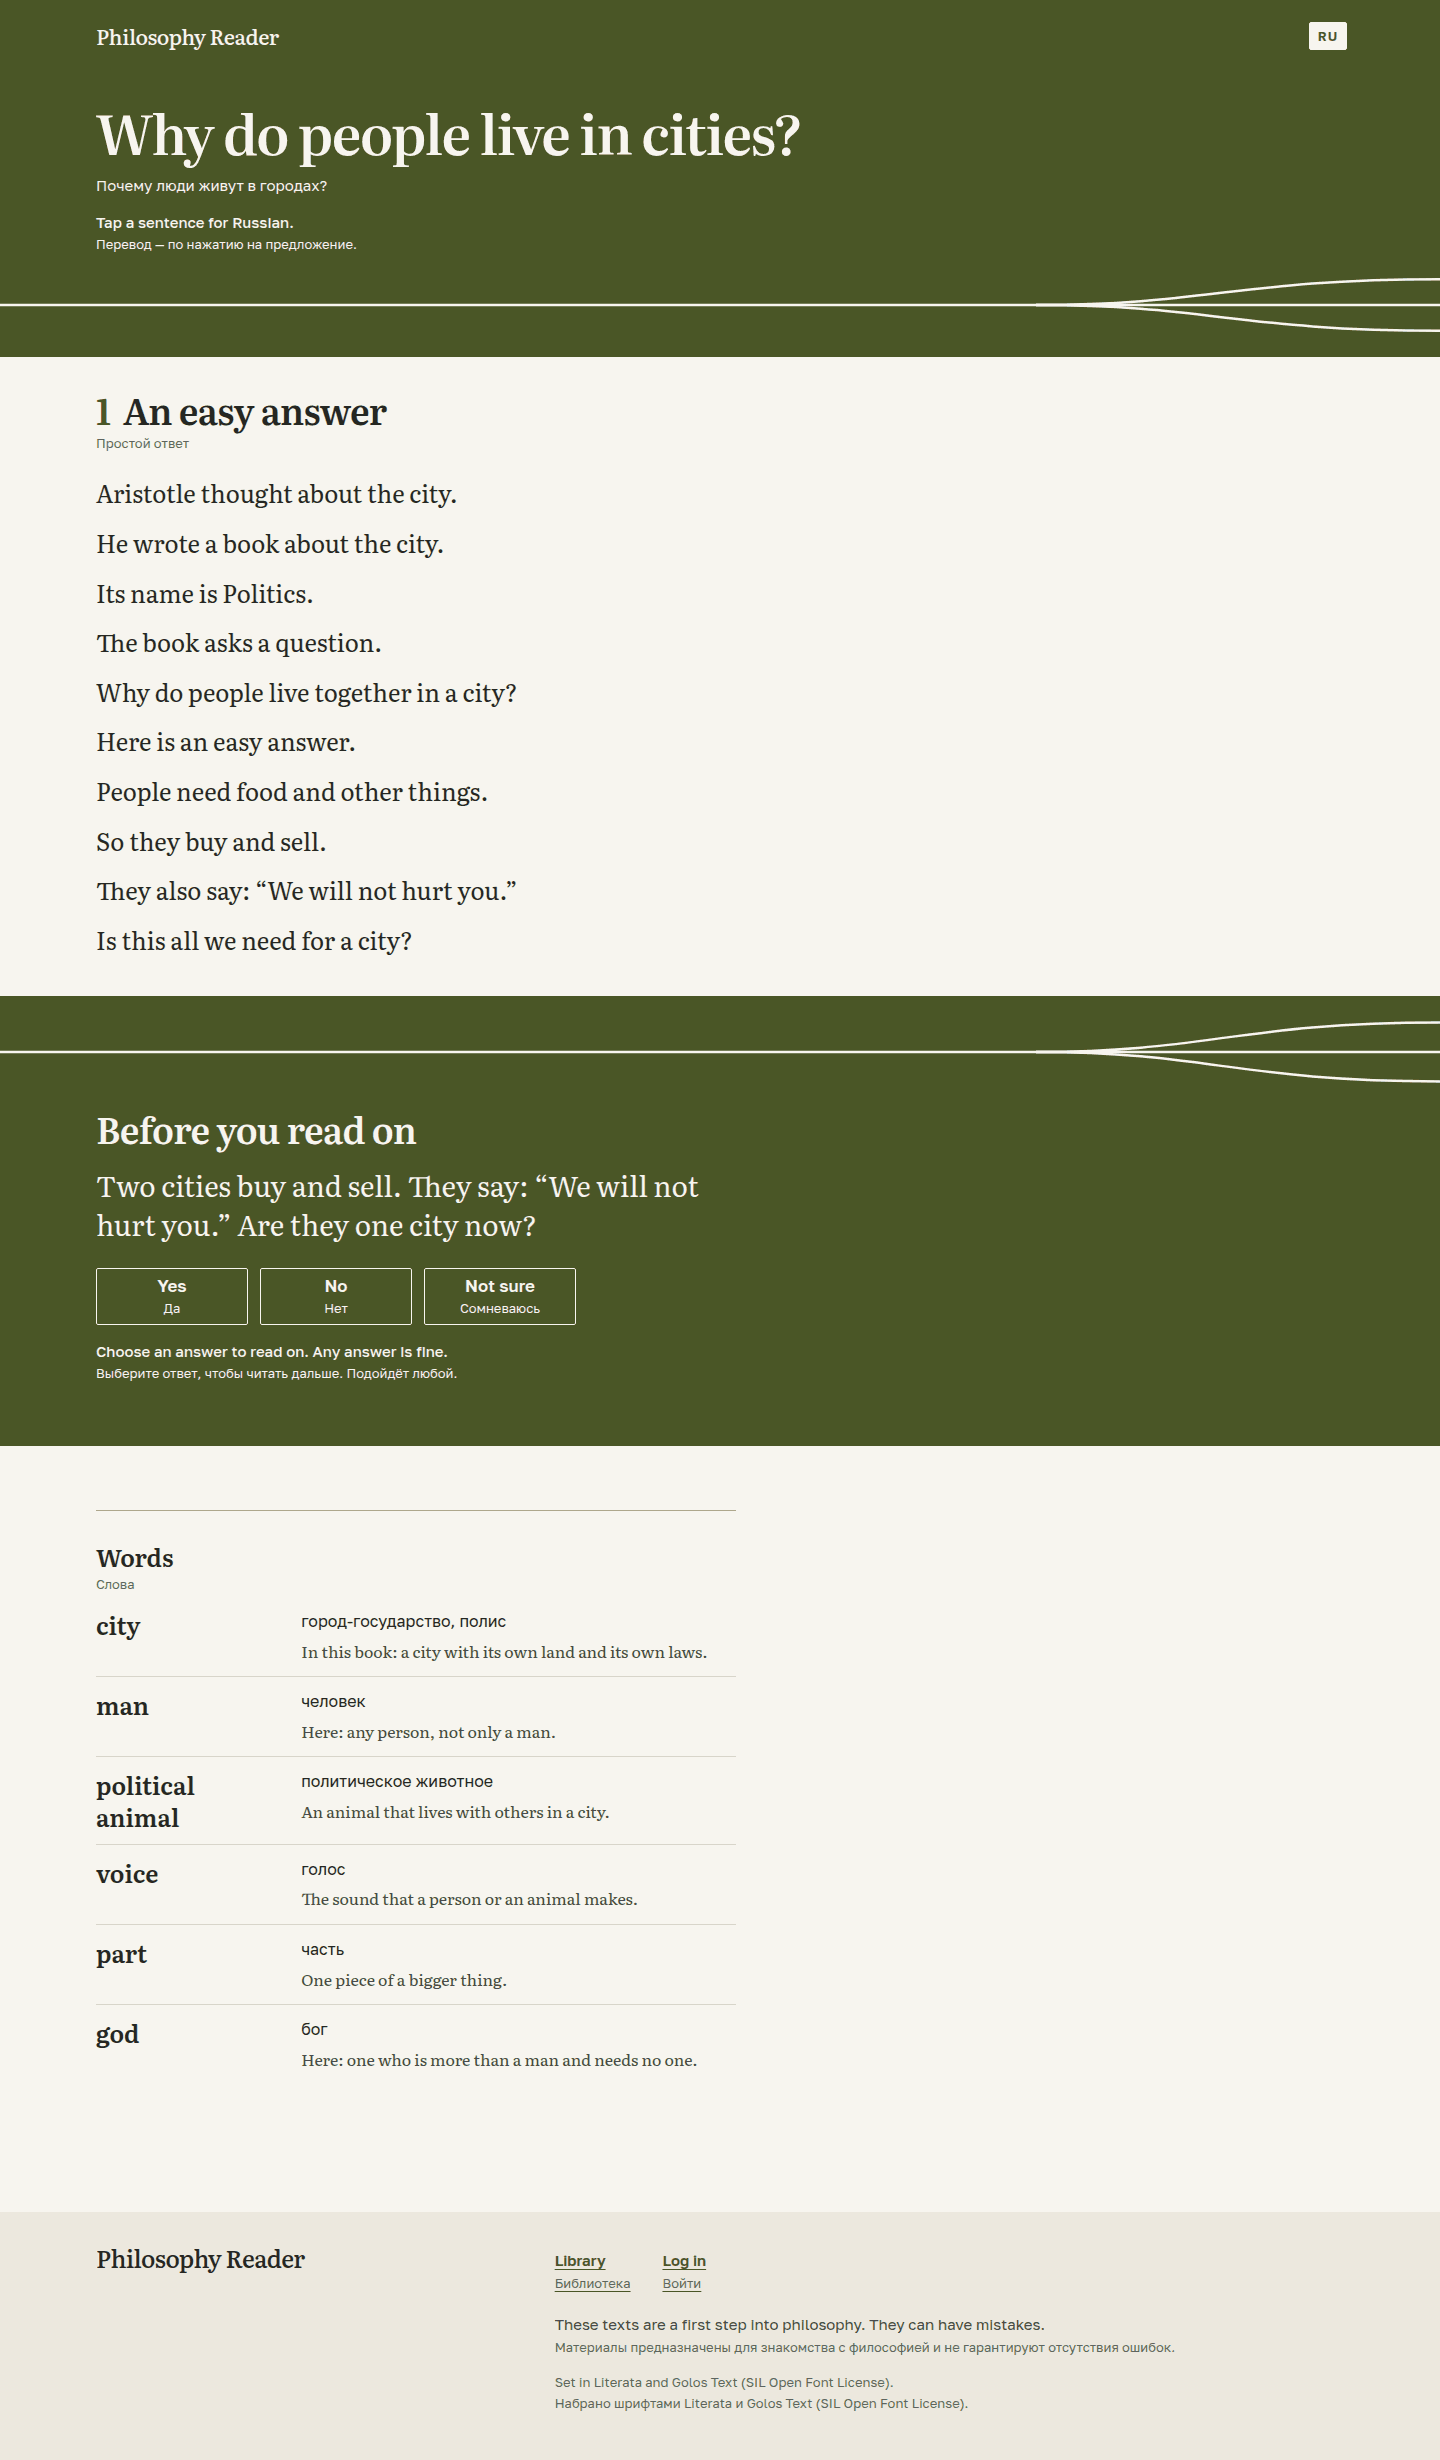 Philosophy Reader
RU
Why do people live in cities?
Почему люди живут в городах?
Tap a sentence for Russian.
Перевод — по нажатию на предложение.
1 An easy answer
Простой ответ
Aristotle thought about the city.
He wrote a book about the city.
Its name is Politics.
The book asks a question.
Why do people live together in a city?
Here is an easy answer.
People need food and other things.
So they buy and sell.
They also say: “We will not hurt you.”
Is this all we need for a city?
Before you read on
Two cities buy and sell. They say: “We will not
hurt you.” Are they one city now?
Yes
Да
No
Нет
Not sure
Сомневаюсь
Choose an answer to read on. Any answer is fine.
Выберите ответ, чтобы читать дальше. Подойдёт любой.
Words
Слова
city
город-государство, полис
In this book: a city with its own land and its own laws.
man
человек
Here: any person, not only a man.
political
animal
политическое животное
An animal that lives with others in a city.
voice
голос
The sound that a person or an animal makes.
part
часть
One piece of a bigger thing.
god
бог
Here: one who is more than a man and needs no one.
Philosophy Reader
Library
Библиотека
Log in
Войти
These texts are a first step into philosophy. They can have mistakes.
Материалы предназначены для знакомства с философией и не гарантируют отсутствия ошибок.
Set in Literata and Golos Text (SIL Open Font License).
Набрано шрифтами Literata и Golos Text (SIL Open Font License).